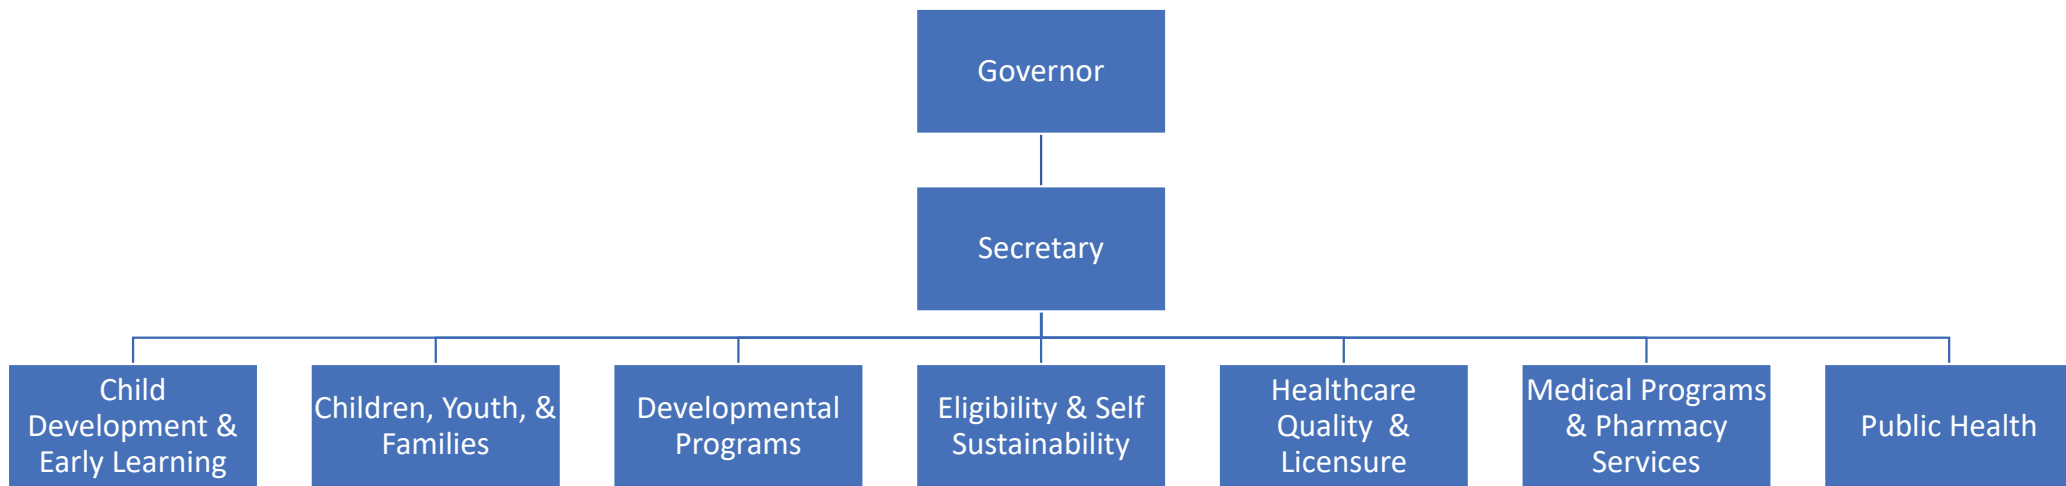 Governor
Secretary
Child
Development &
Early Learning
Children, Youth, &
Families
Developmental
Programs
Eligibility & Self
Sustainability
Healthcare
Quality  &
Licensure
Medical Programs
& Pharmacy
Services
Public Health